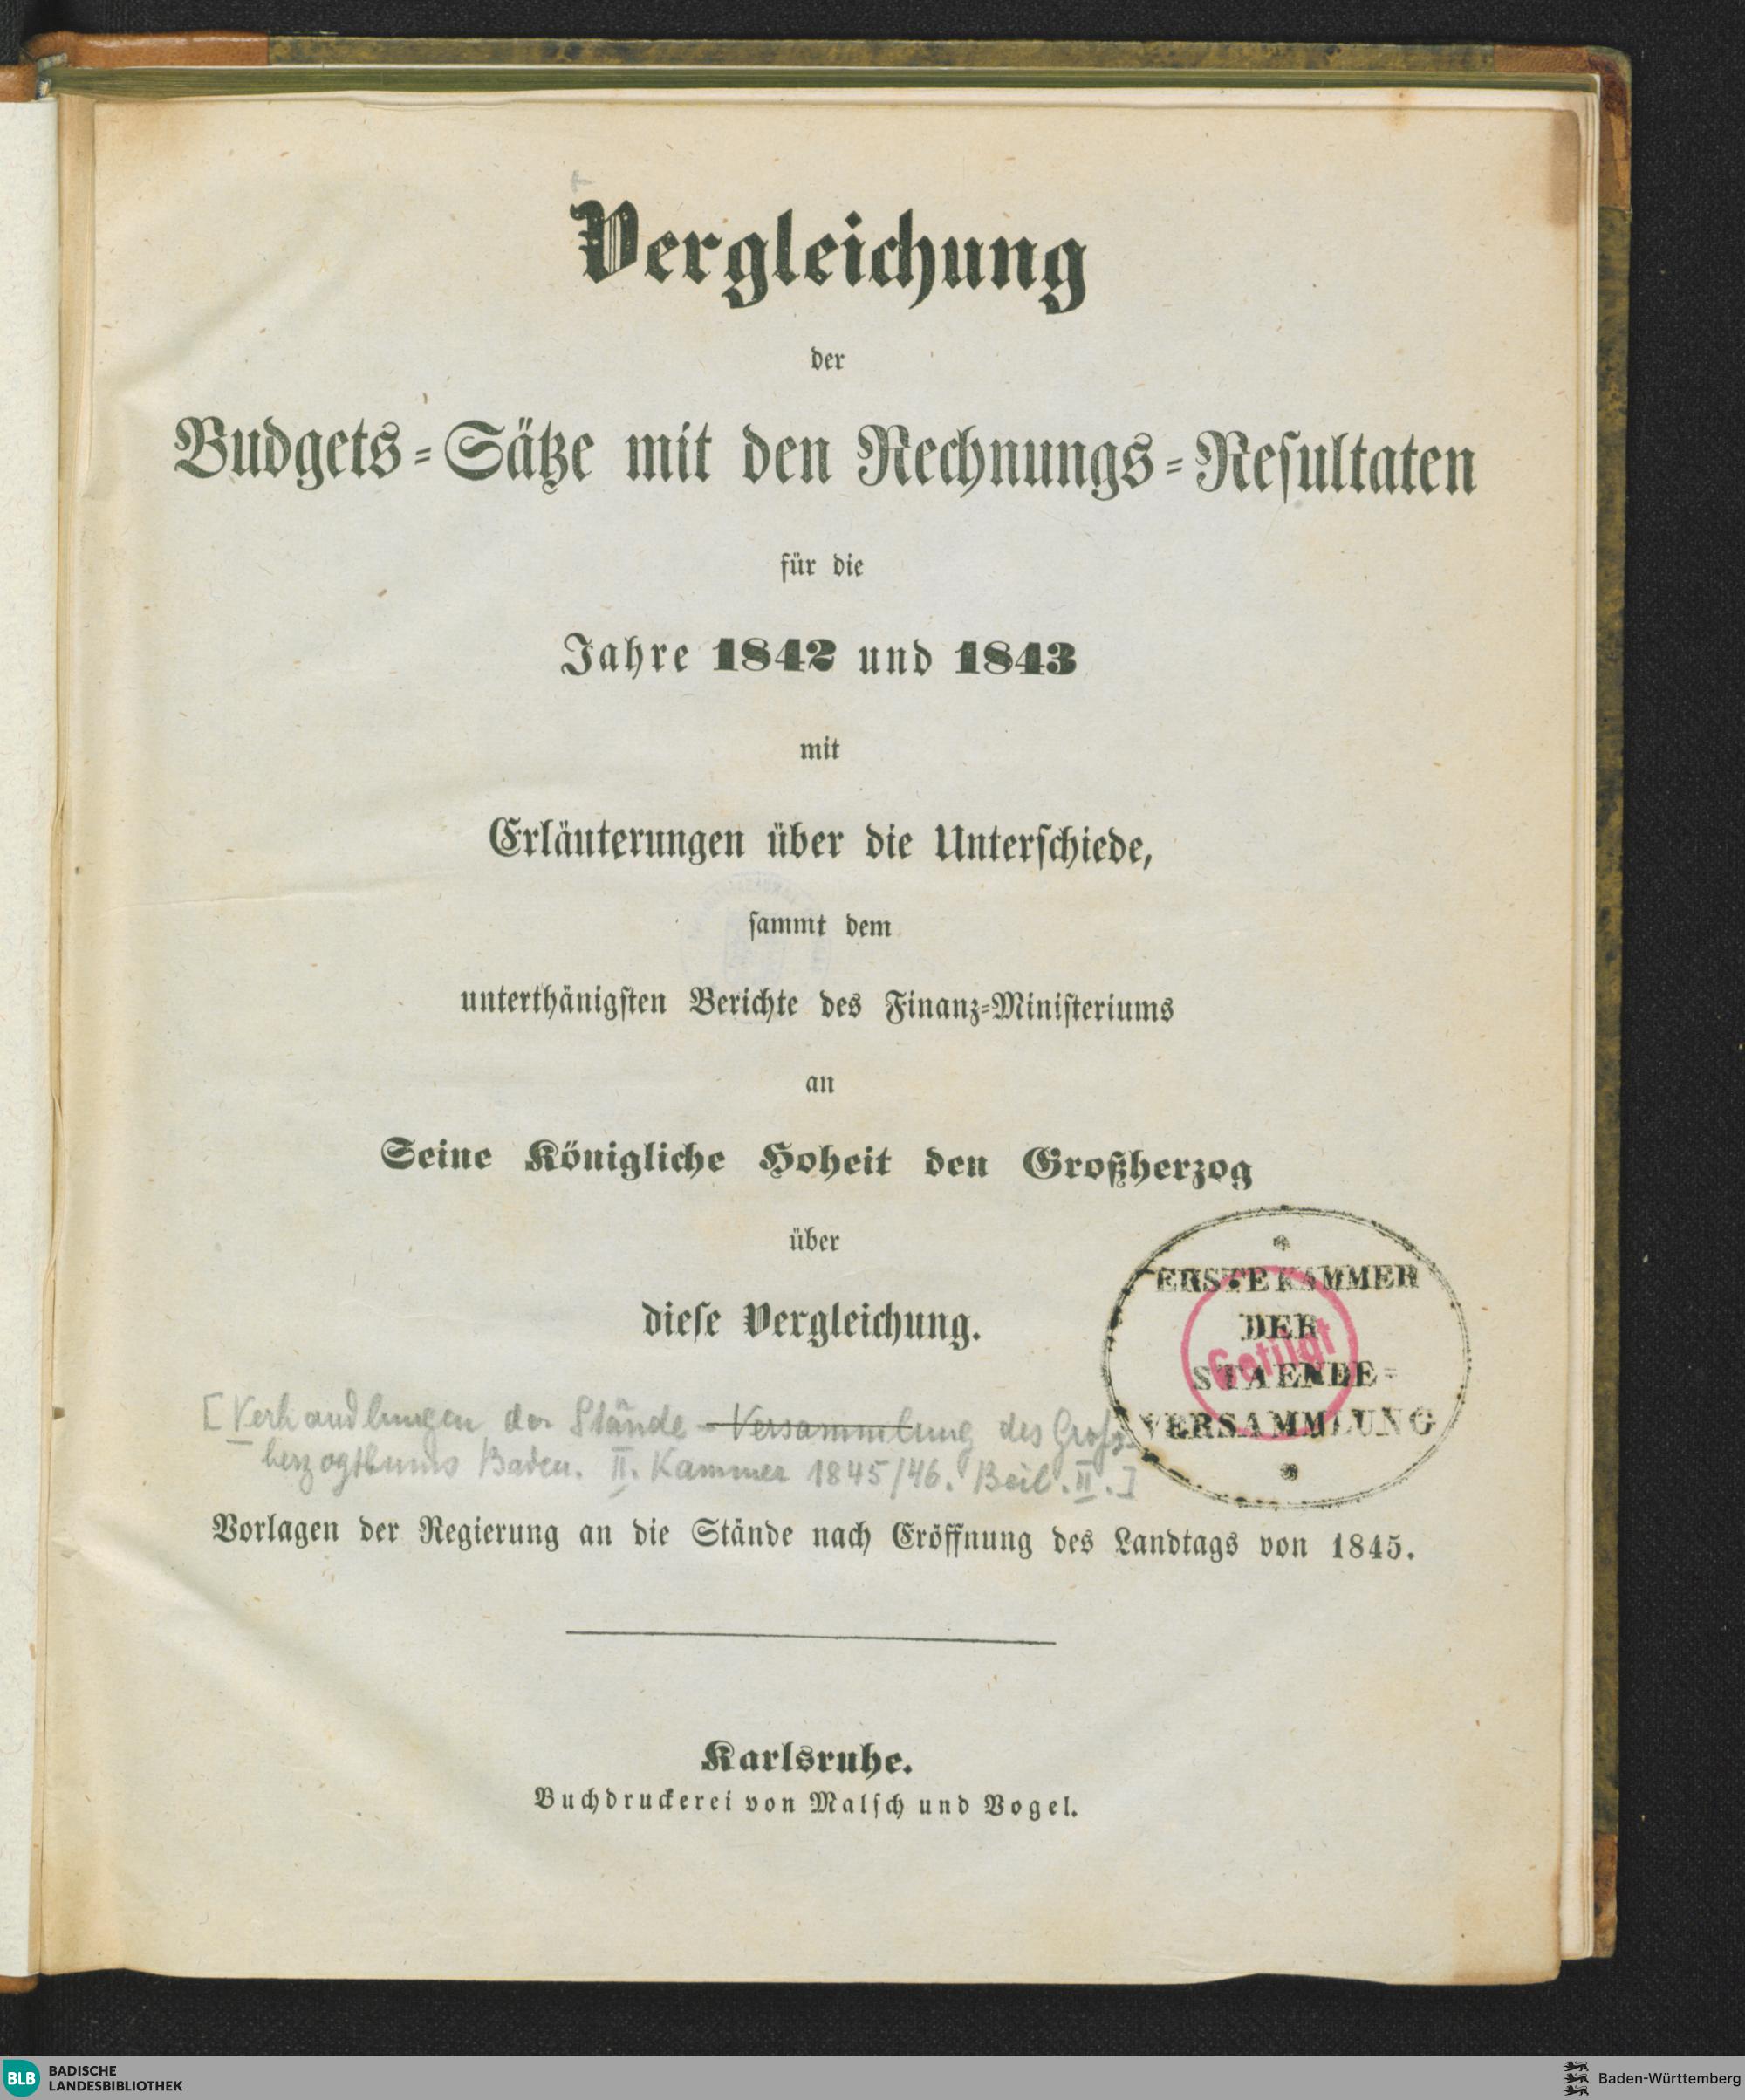 Vergleichung
der
Budgets-Sätze mit den Rechnungs-Resultaten
für die
Jahre 1842 und 1843
mit
Erläuterungen über die Unterschiede,
sammt dem
unterthänigsten Berichte des Finanz-Ministeriums
an
Seine Königliche Hoheit den Großherzog
über
diese Vergleichung.
ERSTE KAMMER
DER
STAENDE-
VERSAMMLUNG
Getilgt
[Verhandlungen der Stände-Versammlung des Groß-
herzogthums Baden. II. Kammer 1845/46. Beil. II.]
Vorlagen der Regierung an die Stände nach Eröffnung des Landtags von 1845.
Karlsruhe.
Buchdruckerei von Malsch und Vogel.
BLB BADISCHE
LANDESBIBLIOTHEK
Baden-Württemberg